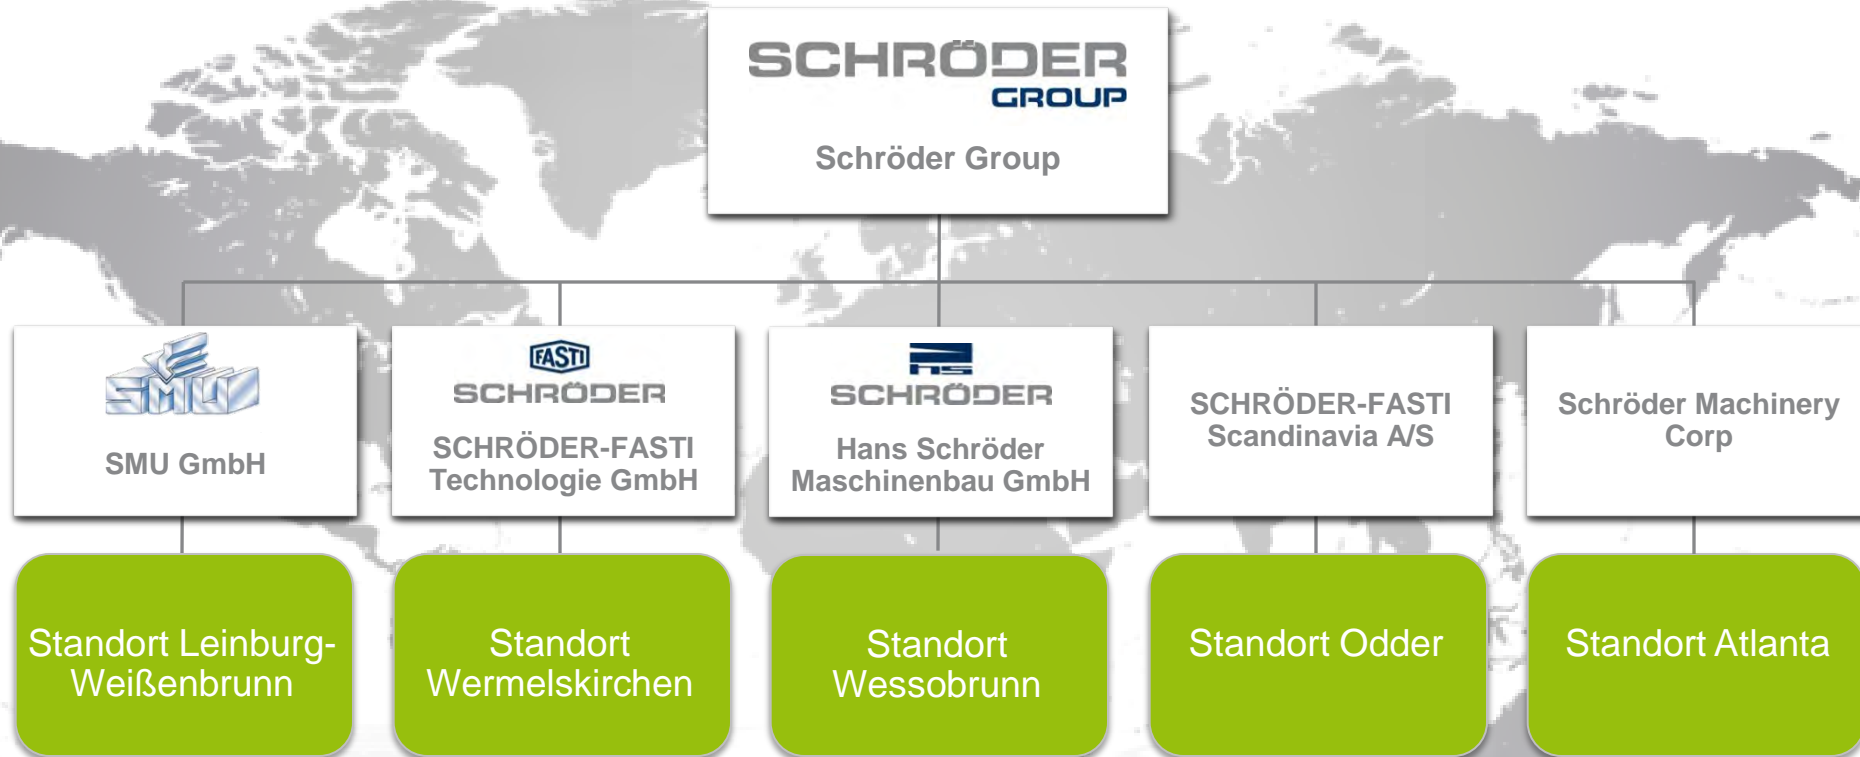 SCHRÖDER
GROUP
Schröder Group
SMU
SMU GmbH
FASTI
SCHRÖDER
SCHRÖDER-FASTI
Technologie GmbH
hs
SCHRÖDER
Hans Schröder
Maschinenbau GmbH
SCHRÖDER-FASTI
Scandinavia A/S
Schröder Machinery
Corp
Standort Leinburg-
Weißenbrunn
Standort
Wermelskirchen
Standort
Wessobrunn
Standort Odder
Standort Atlanta